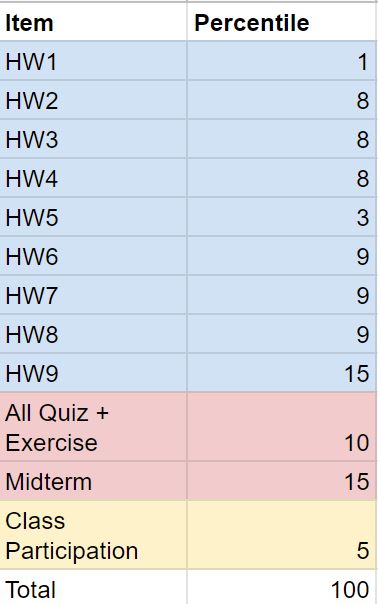 Item Percentile
HW1 1
HW2 8
HW3 8
HW4 8
HW5 3
HW6 9
HW7 9
HW8 9
HW9 15
All Quiz +
Exercise 10
Midterm 15
Class
Participation 5
Total 100